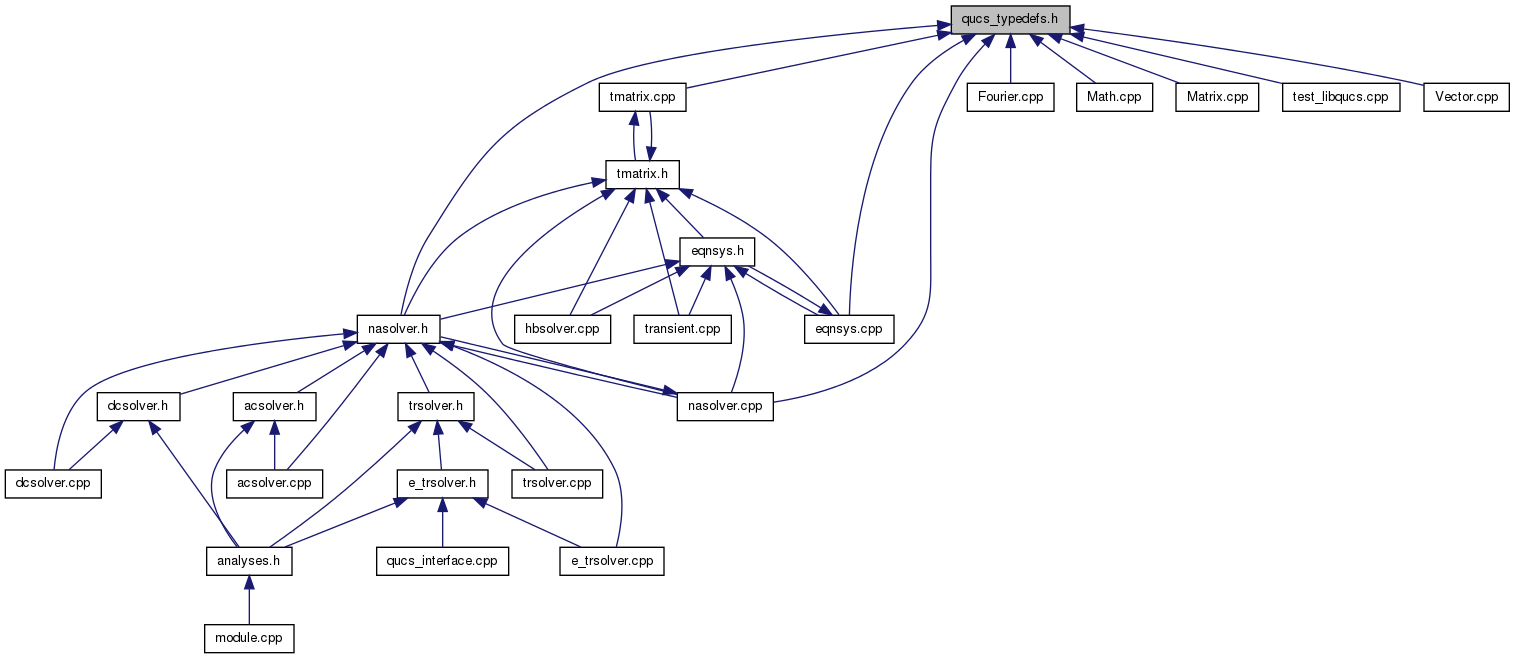 qucs_typedefs.h
tmatrix.cpp
Fourier.cpp
Math.cpp
Matrix.cpp
test_libqucs.cpp
Vector.cpp
tmatrix.h
eqnsys.h
nasolver.h
hbsolver.cpp
transient.cpp
eqnsys.cpp
dcsolver.h
acsolver.h
trsolver.h
nasolver.cpp
dcsolver.cpp
acsolver.cpp
e_trsolver.h
trsolver.cpp
analyses.h
qucs_interface.cpp
e_trsolver.cpp
module.cpp